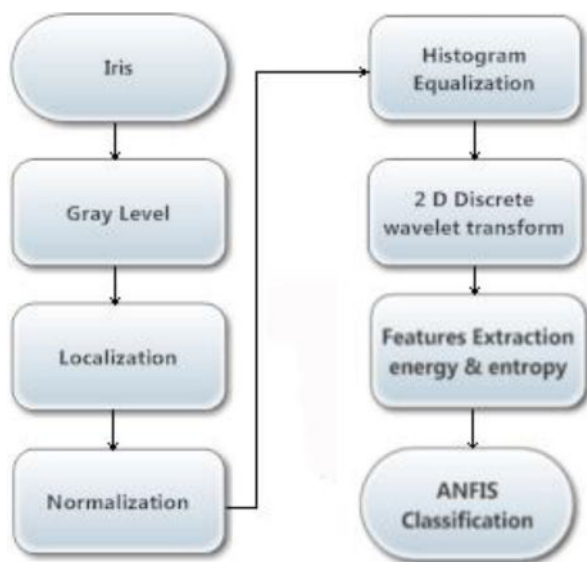 Iris
Gray Level
Localization
Normalization
Histogram
Equalization
2 D Discrete
wavelet transform
Features Extraction
energy & entropy
ANFIS
Classification